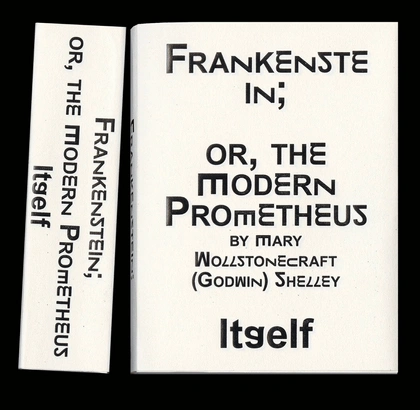 FRANKENSTEIN;
OR, THE MODERN PROMETHEUS
Itself
FRANKENSTE
IN;
OR, THE
MODERN
PROMETHEUS
BY MARY
WOLLSTONECRAFT
(GODWIN) SHELLEY
Itself